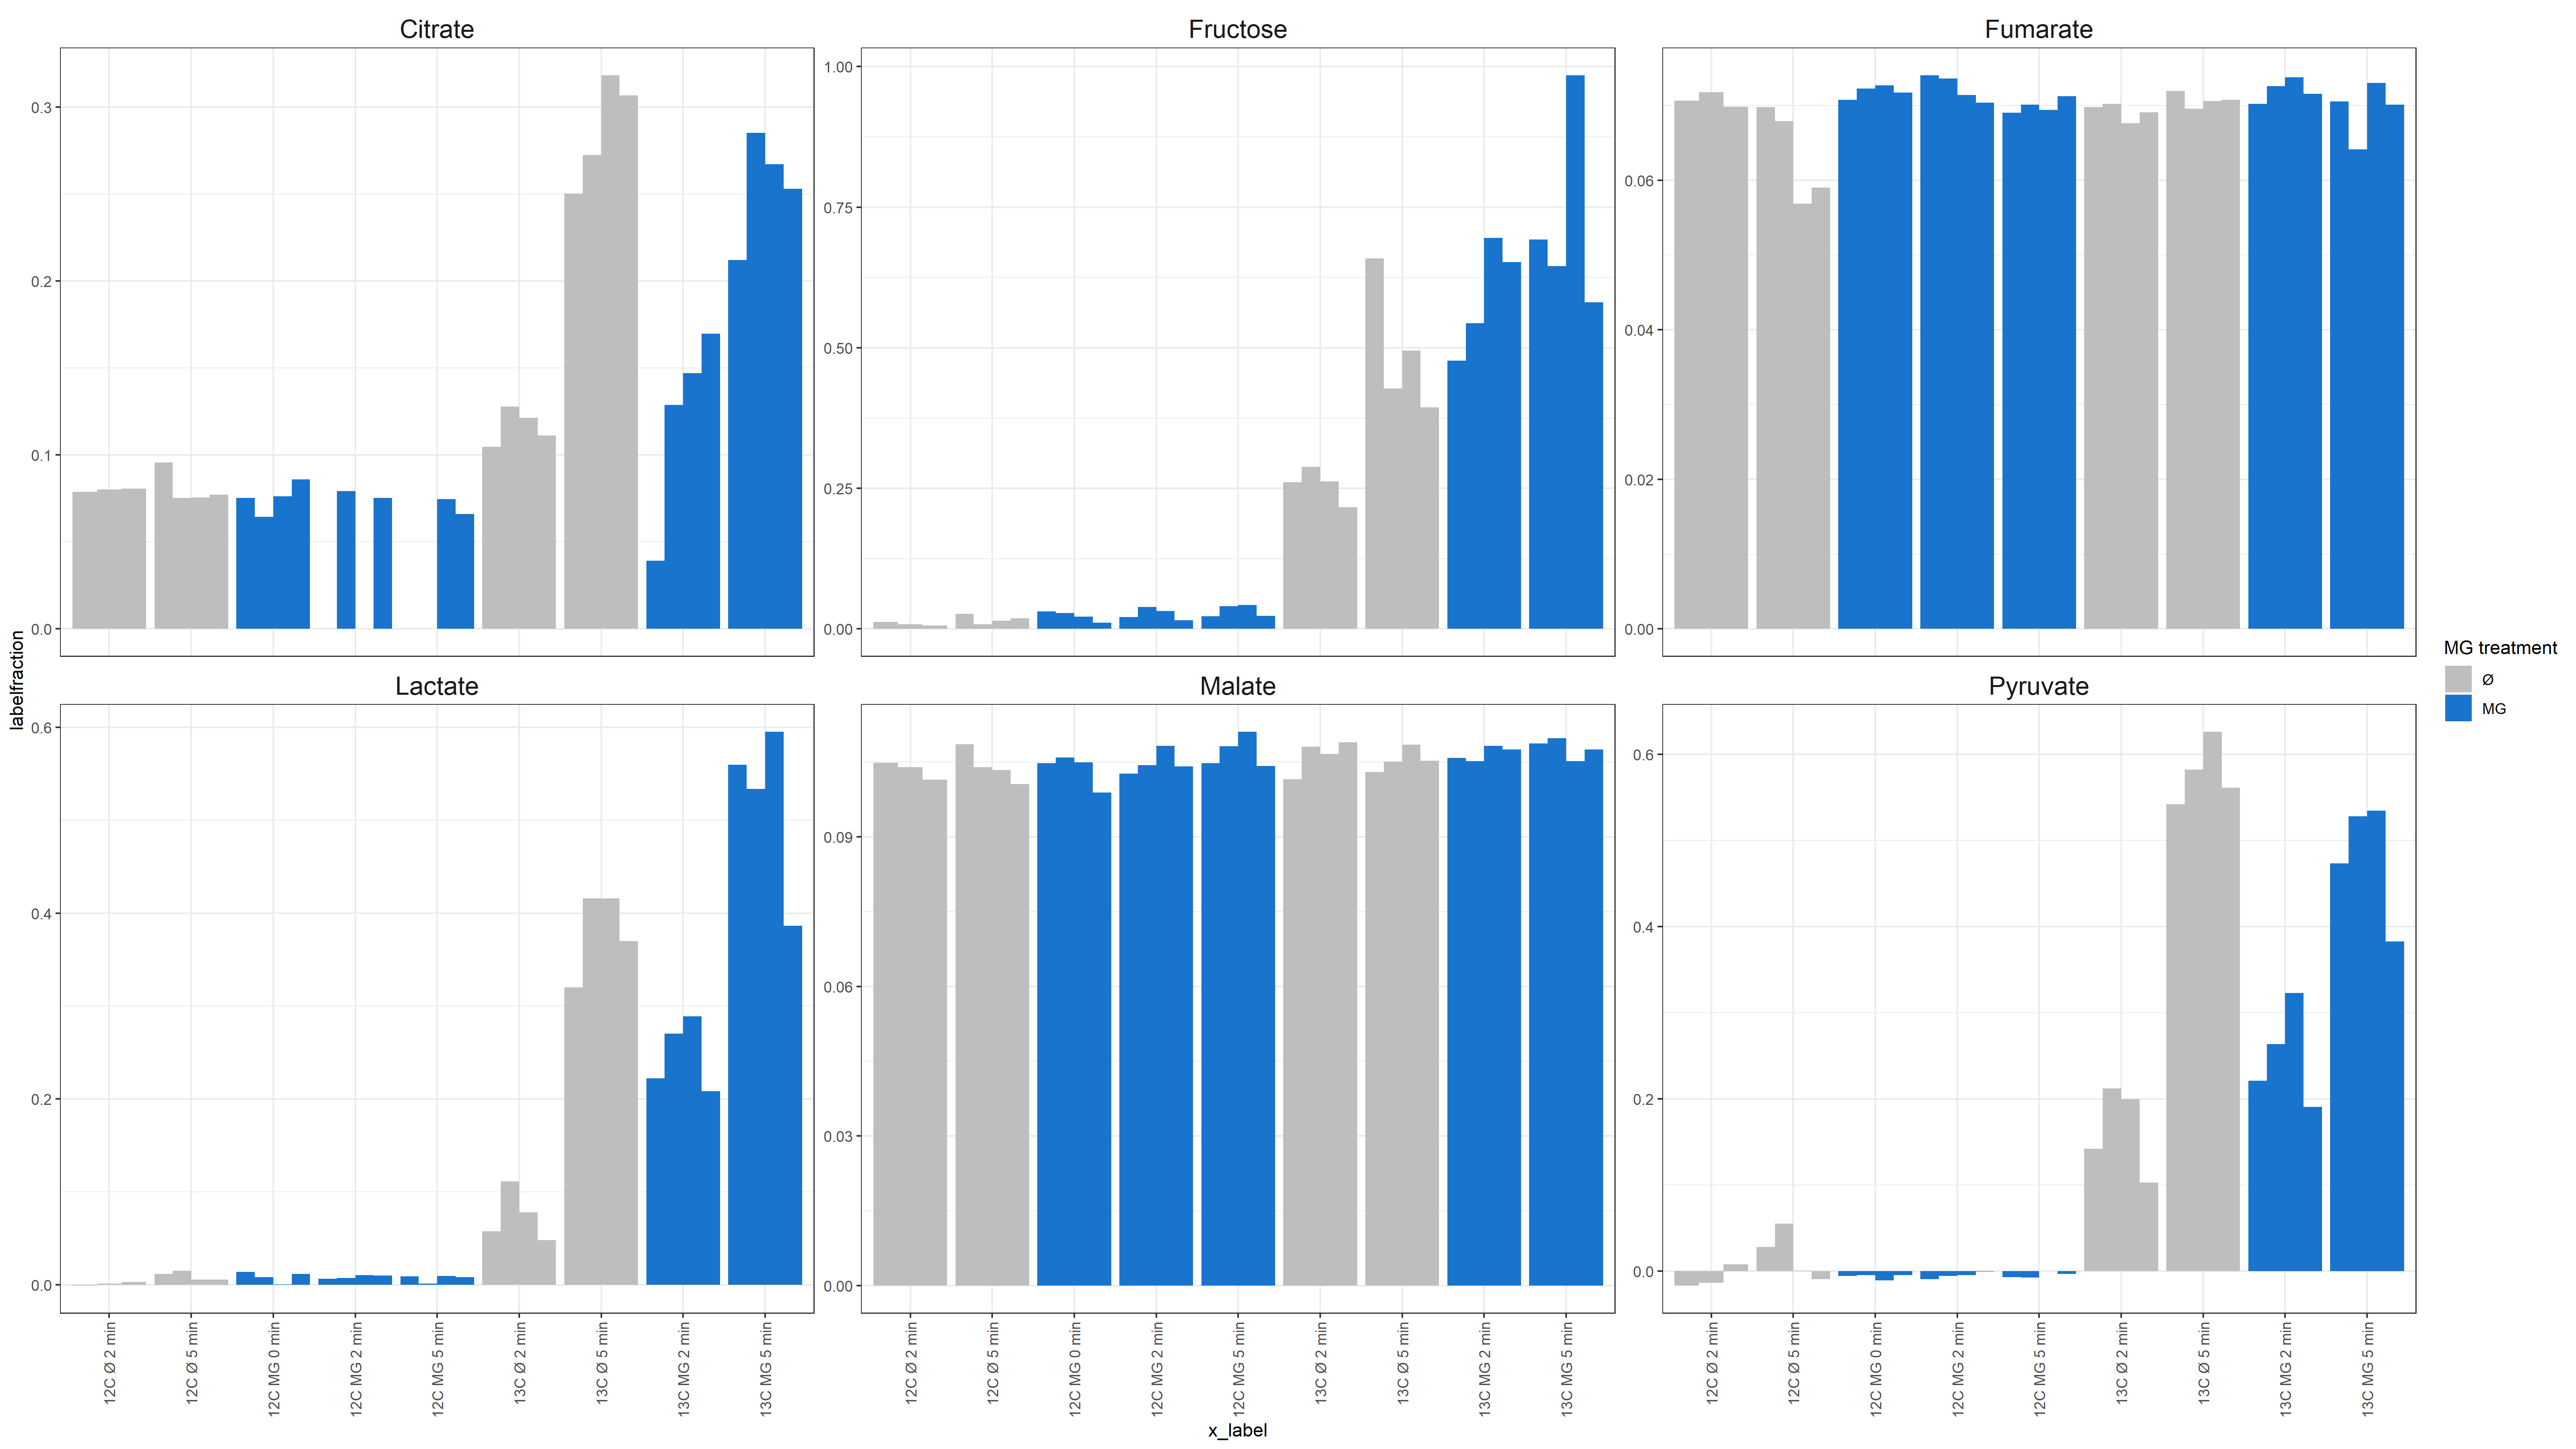 Citrate
Fructose
Fumarate
0.3
0.2
0.1
0.0
1.00
0.75
0.50
0.25
0.00
0.06
0.04
0.02
0.00
labelfraction
Lactate
Malate
Pyruvate
0.6
0.4
0.2
0.0
0.09
0.06
0.03
0.00
0.6
0.4
0.2
0.0
12C Ø 2 min
12C Ø 5 min
12C MG 0 min
12C MG 2 min
12C MG 5 min
13C Ø 2 min
13C Ø 5 min
13C MG 2 min
13C MG 5 min
12C Ø 2 min
12C Ø 5 min
12C MG 0 min
12C MG 2 min
12C MG 5 min
13C Ø 2 min
13C Ø 5 min
13C MG 2 min
13C MG 5 min
12C Ø 2 min
12C Ø 5 min
12C MG 0 min
12C MG 2 min
12C MG 5 min
13C Ø 2 min
13C Ø 5 min
13C MG 2 min
13C MG 5 min
x_label
MG treatment
Ø
MG